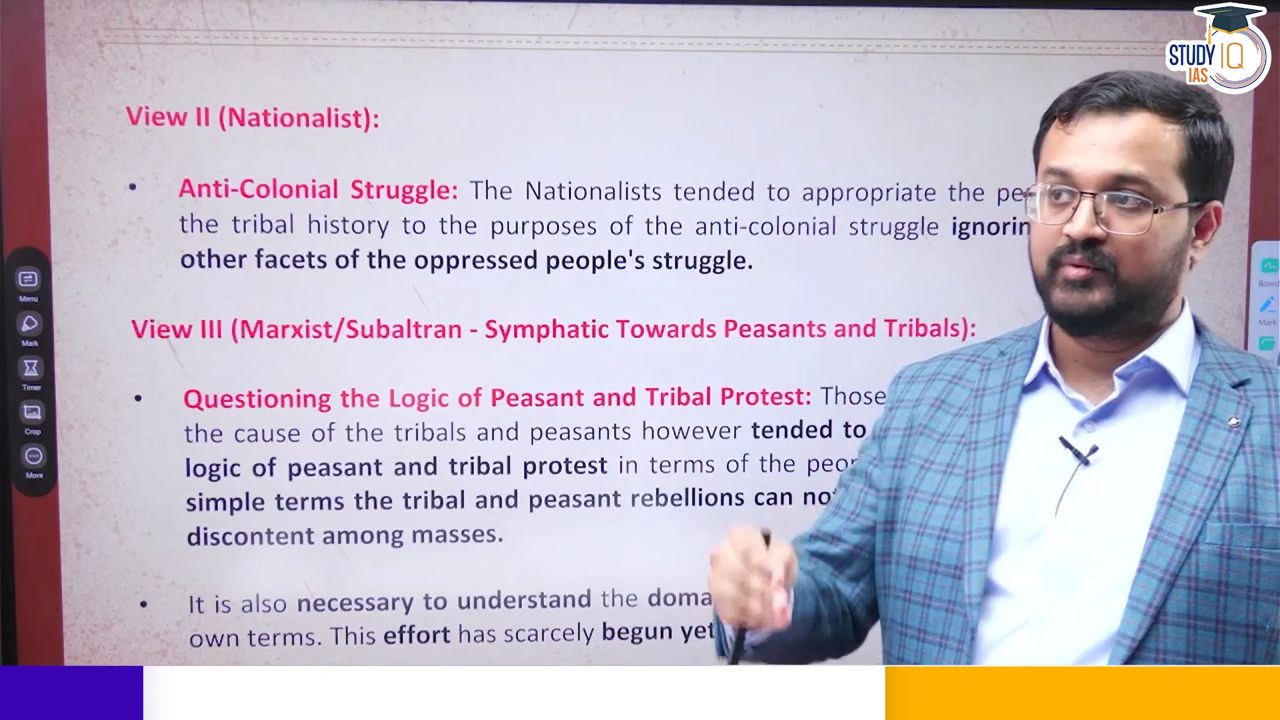 STUDY IQ
IAS
View II (Nationalist):
• Anti-Colonial Struggle: The Nationalists tended to appropriate the
the tribal history to the purposes of the anti-colonial struggle
other facets of the oppressed people's struggle.
View III (Marxist/Subaltran - Symphatic Towards Peasants and Tribals):
• Questioning the Logic of Peasant and Tribal Protest: Those
the cause of the tribals and peasants however tended to
logic of peasant and tribal protest in terms of the
simple terms the tribal and peasant rebellions can
discontent among masses.
• It is also necessary to understand the
own terms. This effort has scarcely begun yet
Menu
Mark
Timer
Crop
More
Board
Mark